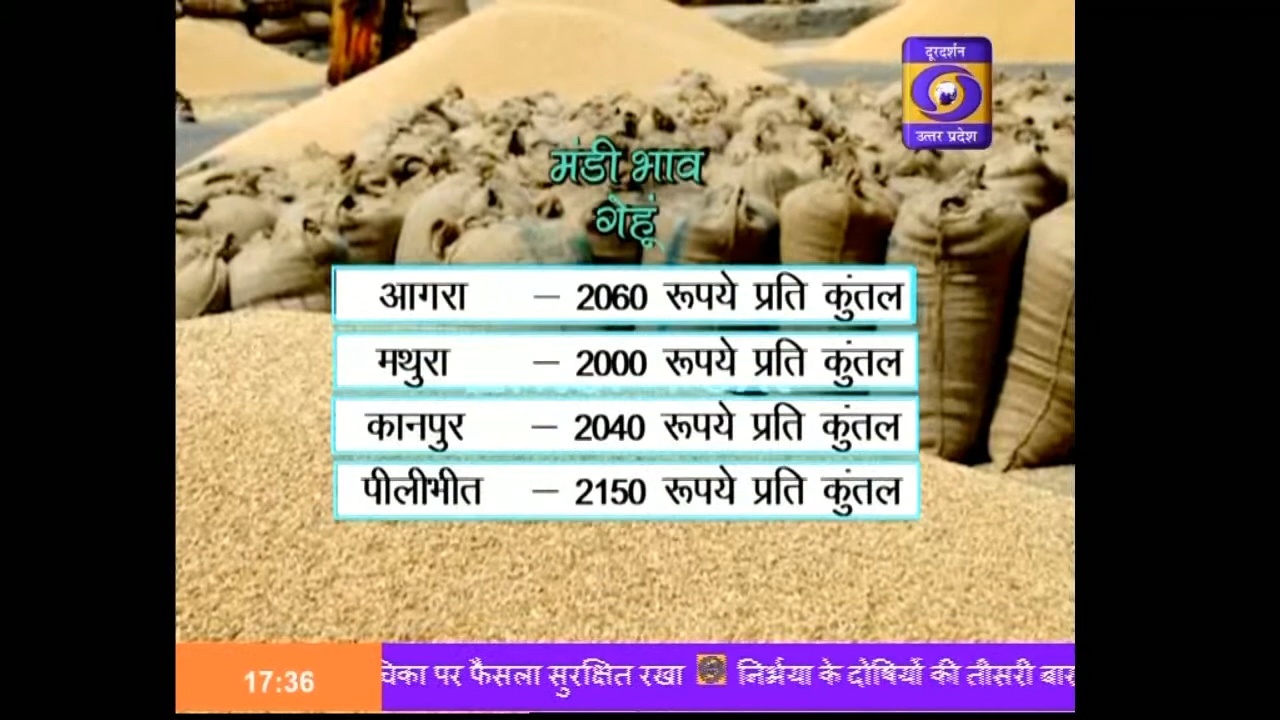 दूरदर्शन
उत्तर प्रदेश
मंडी भाव
गेहूं
आगरा – 2060 रूपये प्रति कुंतल
मथुरा – 2000 रूपये प्रति कुंतल
कानपुर – 2040 रूपये प्रति कुंतल
पीलीभीत – 2150 रूपये प्रति कुंतल
17:36
पर फैसला सुरक्षित रखा निर्भया के दोषियों की तीसरी